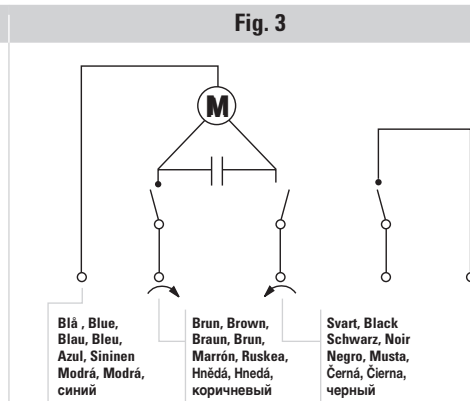 Fig. 3
M
Blå , Blue,
Blau, Bleu,
Azul, Sininen
Modrá, Modrá,
синий
Brun, Brown,
Braun, Brun,
Marrón, Ruskea,
Hnědá, Hnedá,
коричневый
Svart, Black
Schwarz, Noir
Negro, Musta,
Černá, Čierna,
черный